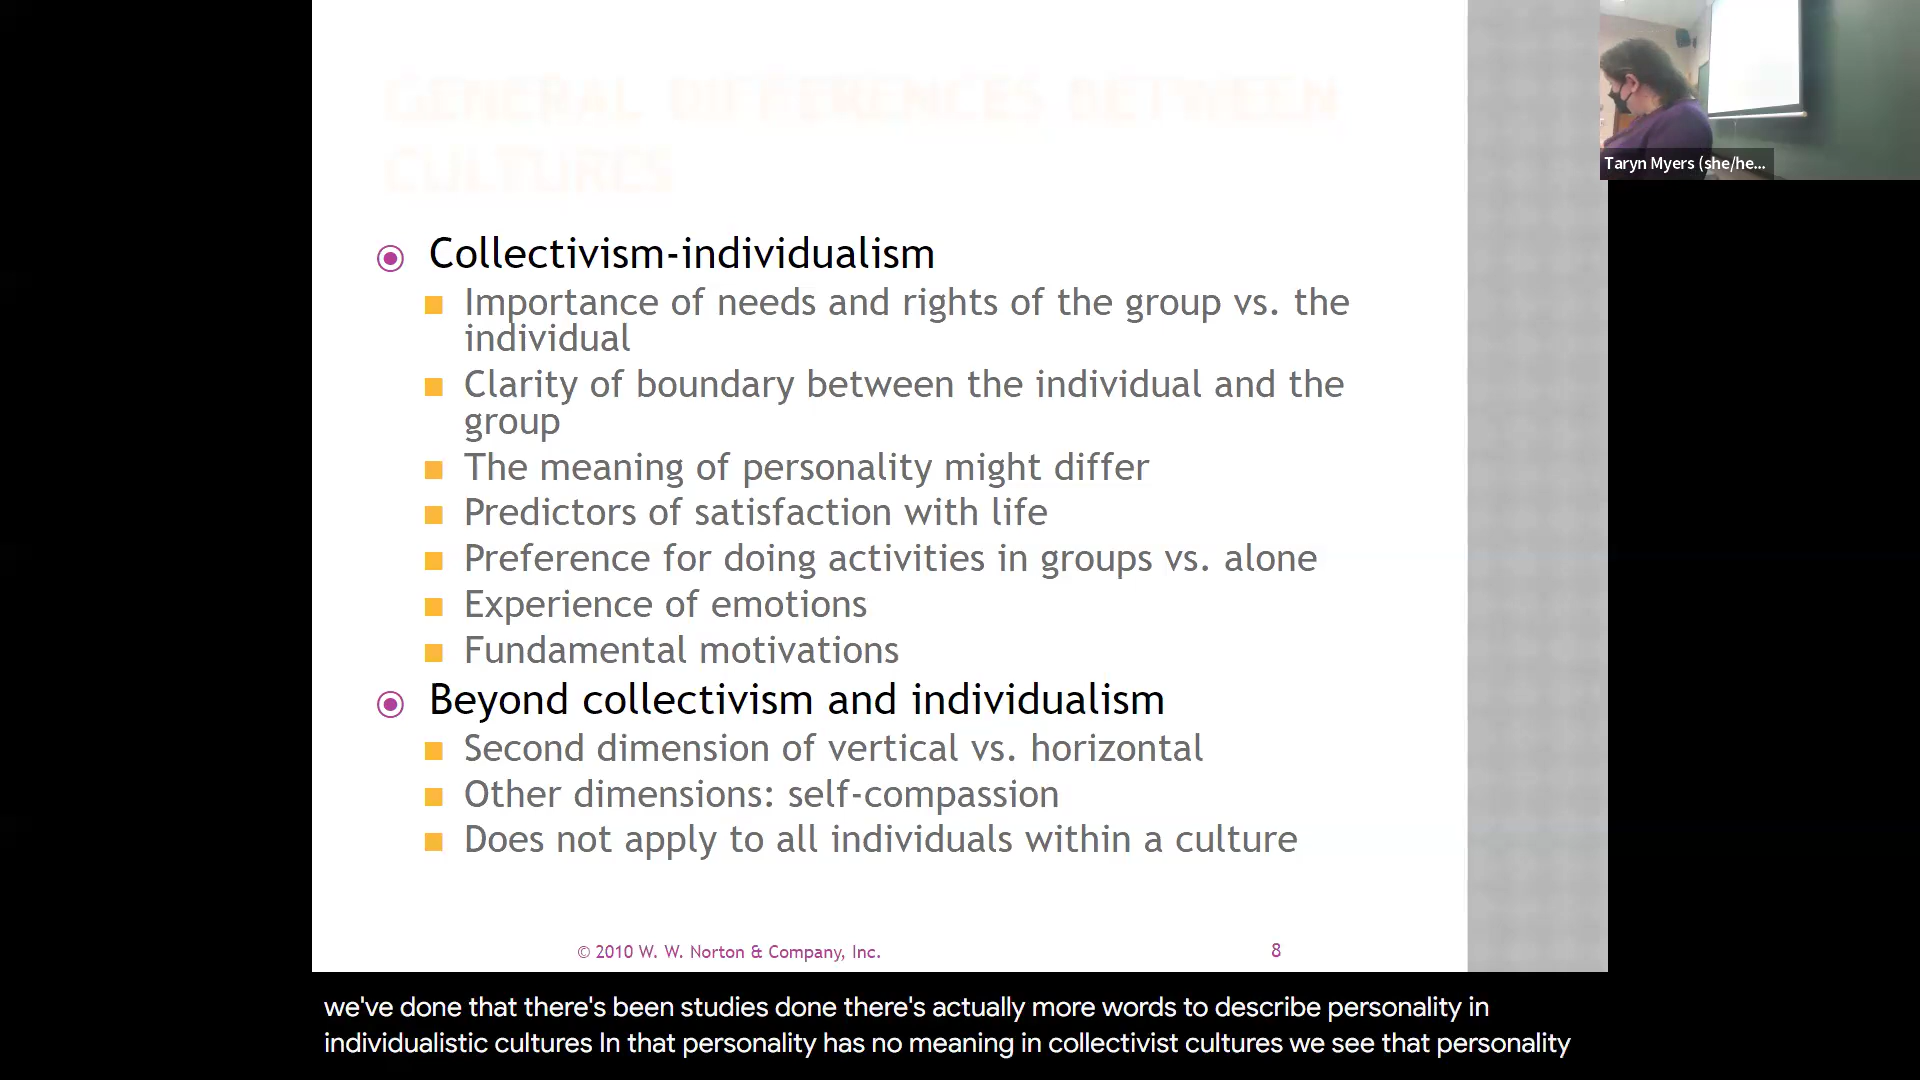 GENERAL DIFFERENCES BETWEEN
CULTURES
Taryn Myers (she/he...
Collectivism-individualism
Importance of needs and rights of the group vs. the
individual
Clarity of boundary between the individual and the
group
The meaning of personality might differ
Predictors of satisfaction with life
Preference for doing activities in groups vs. alone
Experience of emotions
Fundamental motivations
Beyond collectivism and individualism
Second dimension of vertical vs. horizontal
Other dimensions: self-compassion
Does not apply to all individuals within a culture
© 2010 W. W. Norton & Company, Inc.
8
we've done that there's been studies done there's actually more words to describe personality in
individualistic cultures In that personality has no meaning in collectivist cultures we see that personality